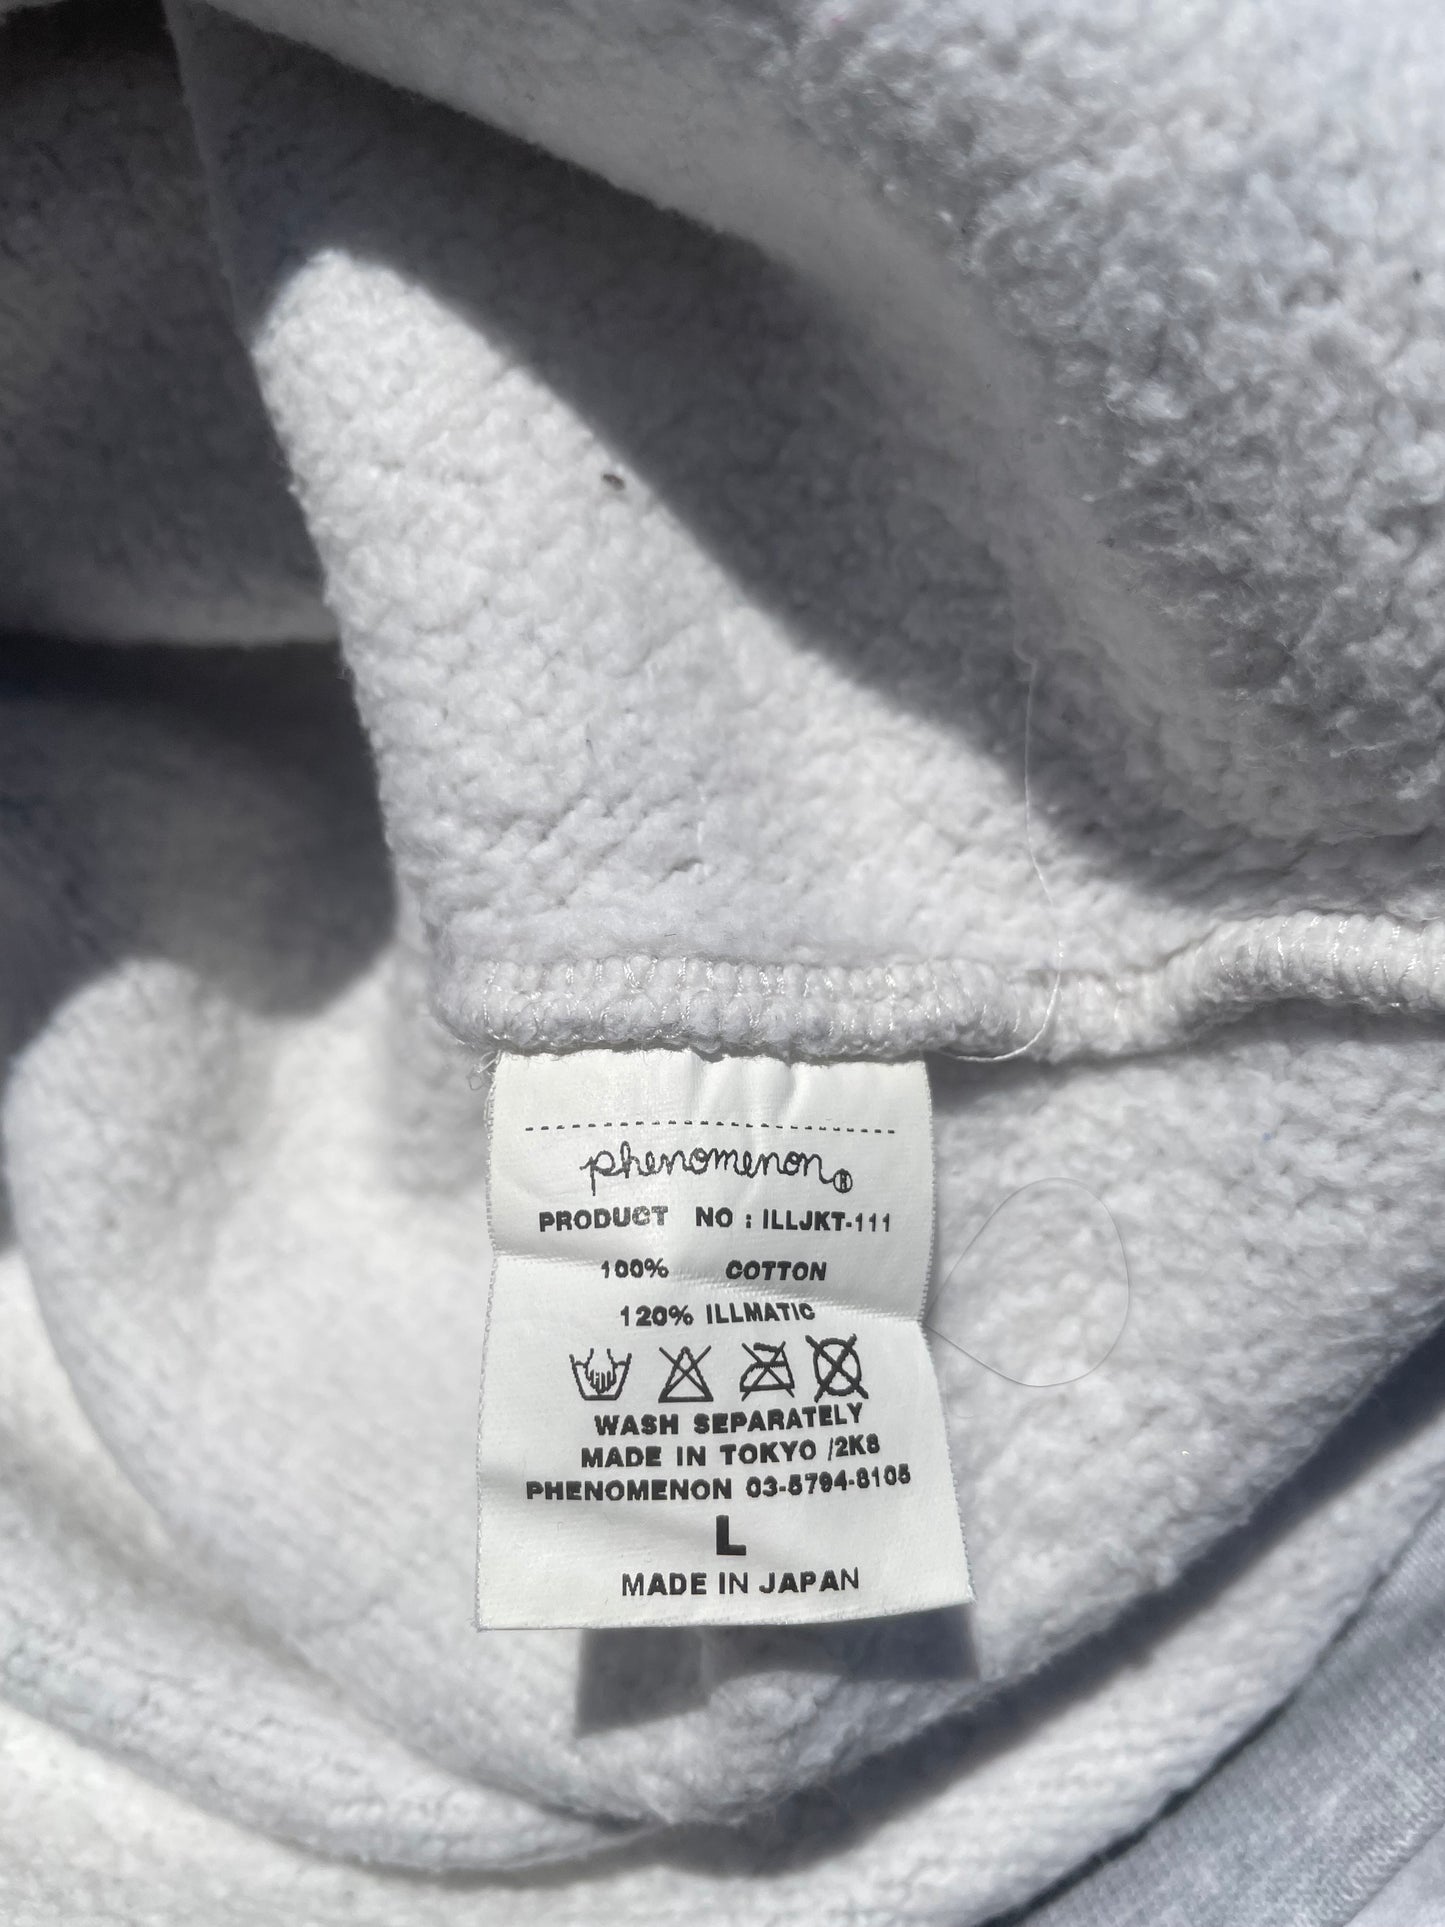 phenomenon®
PRODUCT NO : ILLJKT-111
100% COTTON
120% ILLMATIC
WASH SEPARATELY
MADE IN TOKYO /2K8
PHENOMENON 03-5794-8105
L
MADE IN JAPAN